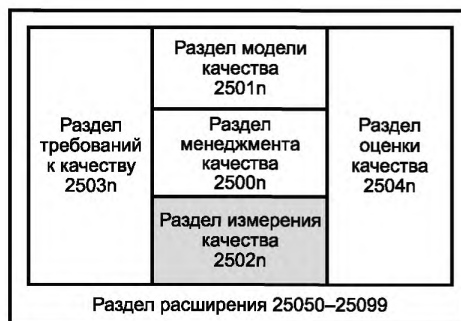 Раздел модели
качества
2501n
Раздел
требований
к качеству
2503n
Раздел
менеджмента
качества
2500n
Раздел
оценки
качества
2504n
Раздел измерения
качества
2502n
Раздел расширения 25050–25099